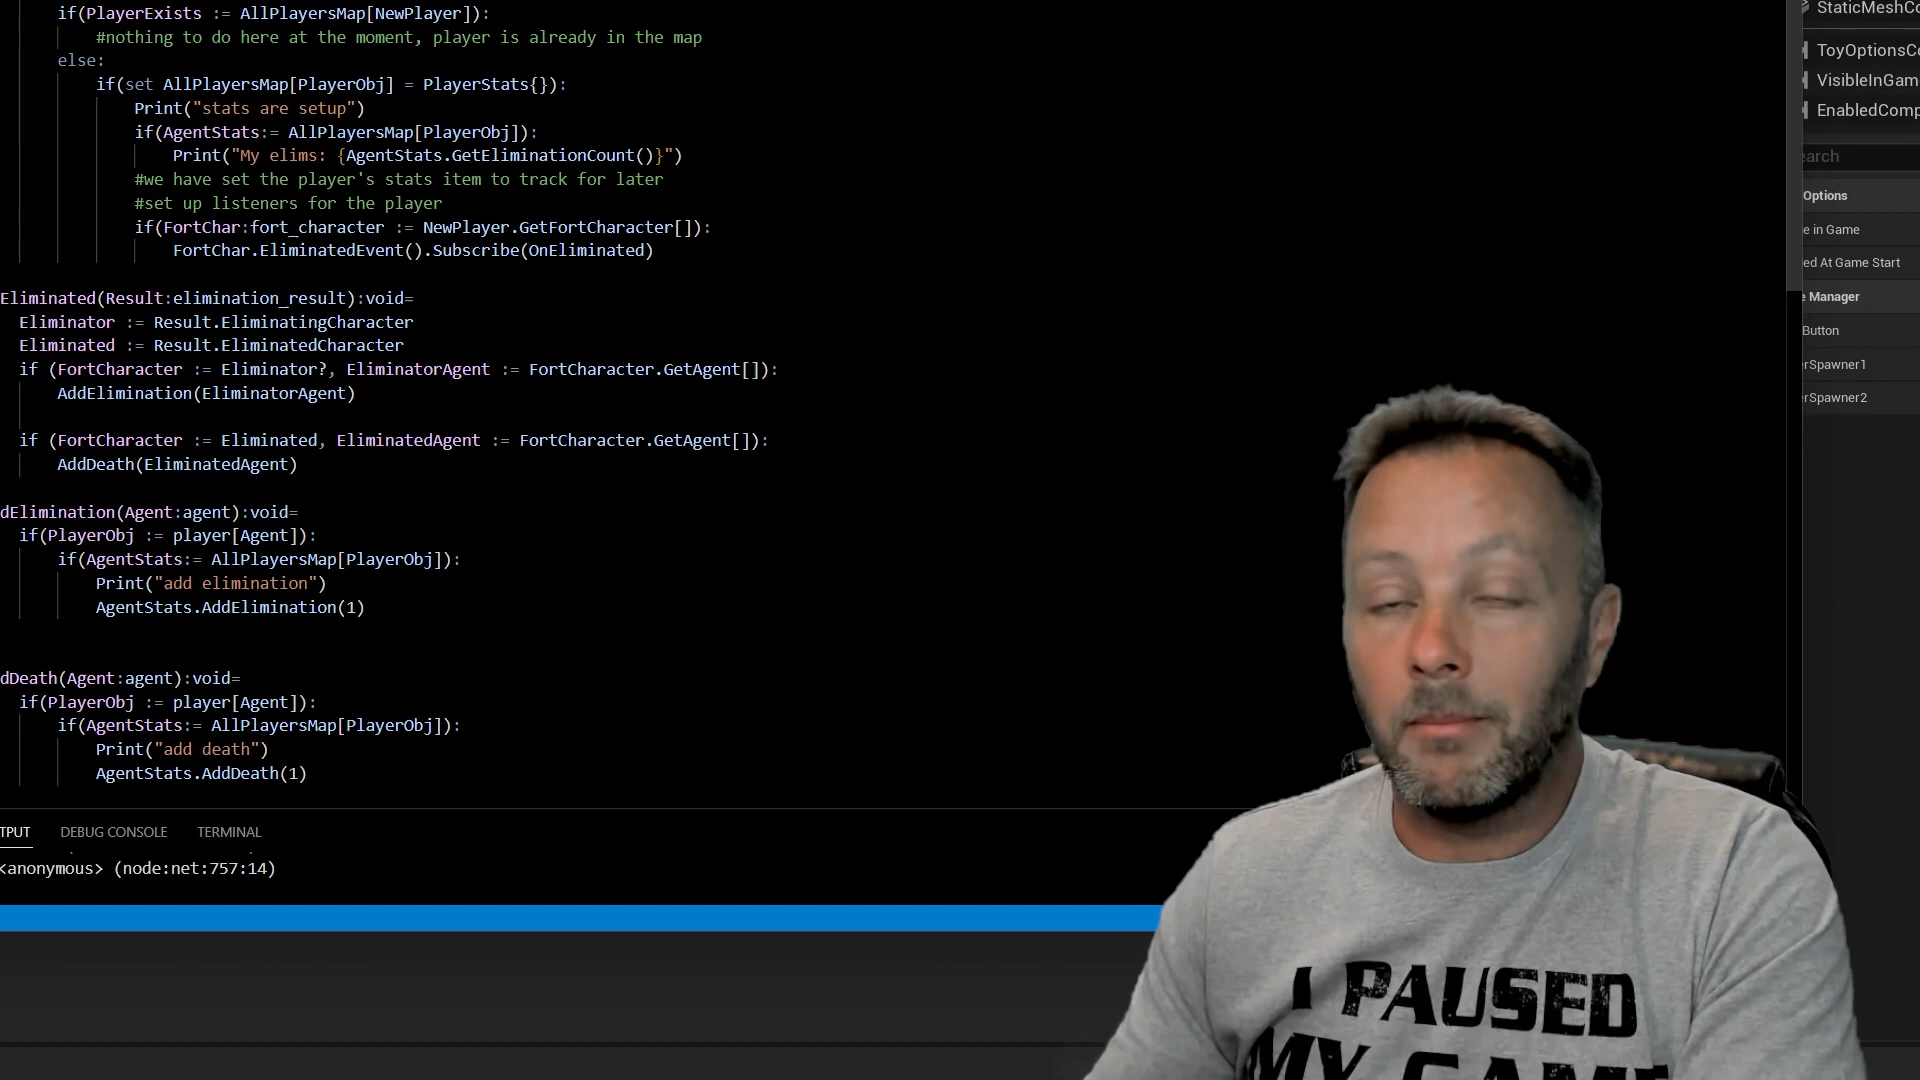 if(PlayerExists := AllPlayersMap[NewPlayer]):
#nothing to do here at the moment, player is already in the map
else:
if(set AllPlayersMap[PlayerObj] = PlayerStats{}):
Print("stats are setup")
if(AgentStats:= AllPlayersMap[PlayerObj]):
Print("My elims: {AgentStats.GetEliminationCount()}")
#we have set the player's stats item to track for later
#set up listeners for the player
if(FortChar:fort_character := NewPlayer.GetFortCharacter[]):
FortChar.EliminatedEvent().Subscribe(OnEliminated)
Eliminated(Result:elimination_result):void=
Eliminator := Result.EliminatingCharacter
Eliminated := Result.EliminatedCharacter
if (FortCharacter := Eliminator?, EliminatorAgent := FortCharacter.GetAgent[]):
AddElimination(EliminatorAgent)
if (FortCharacter := Eliminated, EliminatedAgent := FortCharacter.GetAgent[]):
AddDeath(EliminatedAgent)
dElimination(Agent:agent):void=
if(PlayerObj := player[Agent]):
if(AgentStats:= AllPlayersMap[PlayerObj]):
Print("add elimination")
AgentStats.AddElimination(1)
dDeath(Agent:agent):void=
if(PlayerObj := player[Agent]):
if(AgentStats:= AllPlayersMap[PlayerObj]):
Print("add death")
AgentStats.AddDeath(1)
TPUT DEBUG CONSOLE TERMINAL
<anonymous> (node:net:757:14)
StaticMeshCo
ToyOptionsCo
VisibleInGam
EnabledComp
earch
Options
e in Game
ed At Game Start
e Manager
Button
rSpawner1
rSpawner2
I PAUSED
MY GAME